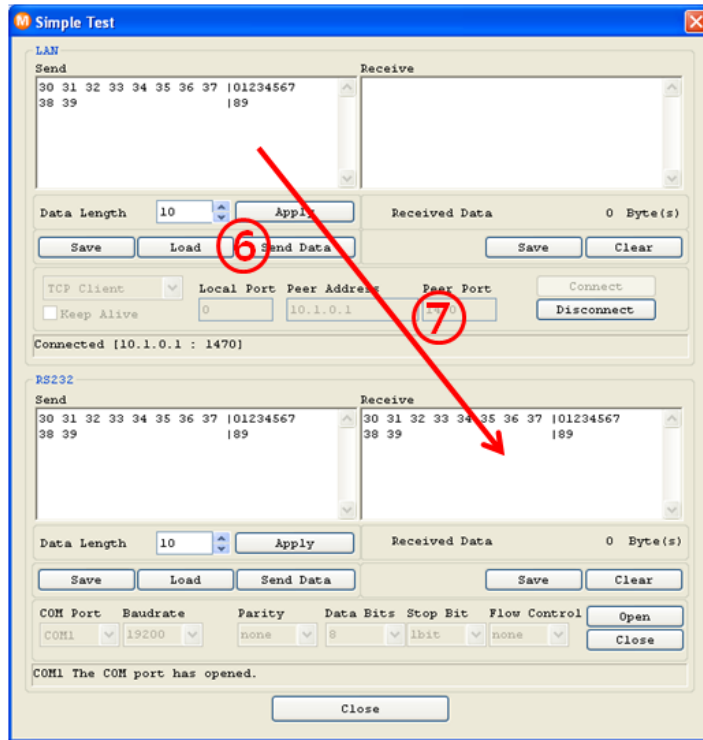 Simple Test
LAN
Send Receive
30 31 32 33 34 35 36 37 |01234567
38 39 |89
Data Length 10 Apply Received Data 0 Byte(s)
Save Load ⑥ Send Data Save Clear
TCP Client Local Port Peer Address Peer Port Connect
Keep Alive 0 10.1.0.1 ⑦ Disconnect
Connected [10.1.0.1 : 1470]
RS232
Send Receive
30 31 32 33 34 35 36 37 |01234567 30 31 32 33 34 35 36 37 |01234567
38 39 |89 38 39 |89
Data Length 10 Apply Received Data 0 Byte(s)
Save Load Send Data Save Clear
COM Port Baudrate Parity Data Bits Stop Bit Flow Control Open
COM1 19200 none 8 1bit none Close
COM1 The COM port has opened.
Close